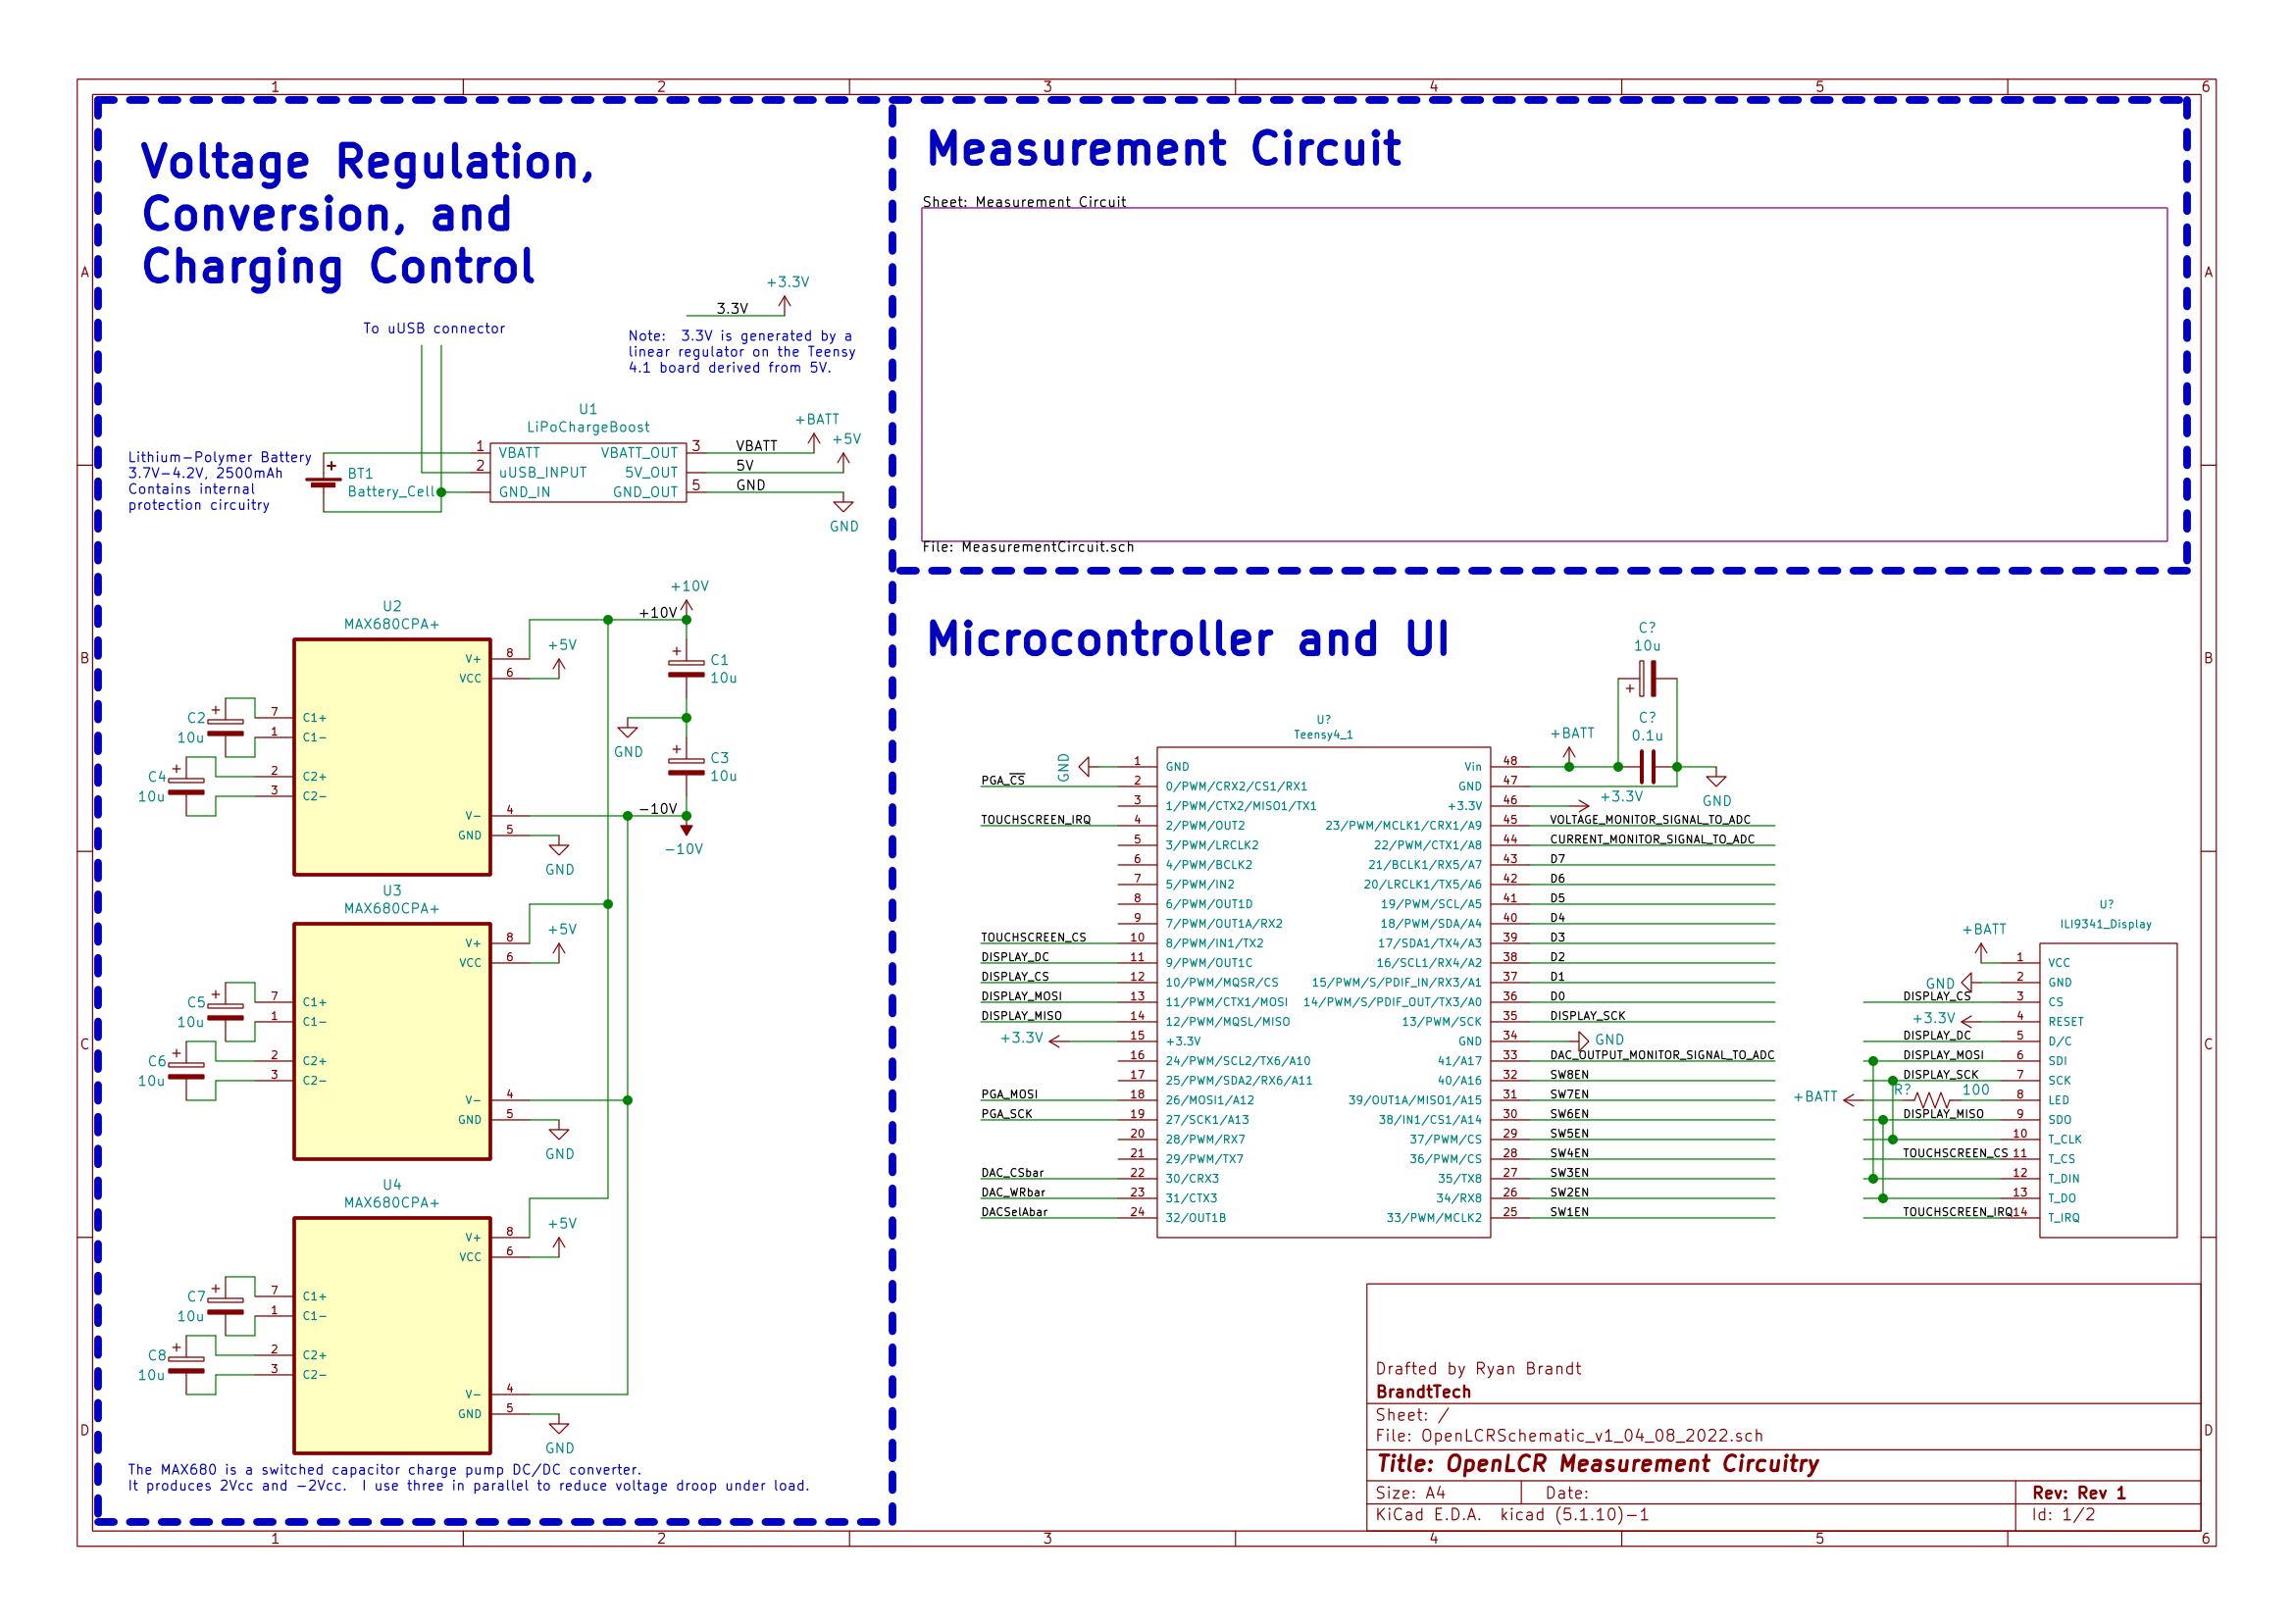 1
2
3
4
5
6
A
B
C
D
Voltage Regulation,
Conversion, and
Charging Control
+3.3V
3.3V
Note:  3.3V is generated by a
linear regulator on the Teensy
4.1 board derived from 5V.
To uUSB connector
U1
LiPoChargeBoost
1 VBATT VBATT_OUT 3 VBATT +BATT
2 uUSB_INPUT 5V_OUT 5V +5V
GND_IN GND_OUT 5 GND
GND
Lithium-Polymer Battery
3.7V-4.2V, 2500mAh
Contains internal
protection circuitry
BT1
Battery_Cell
U2
MAX680CPA+
8 V+
6 VCC
+5V
7 C1+
1 C1-
2 C2+
3 C2-
4 V-
5 GND
GND
C2
10u
C4
10u
+10V
+10V
C1
10u
GND
C3
10u
-10V
-10V
U3
MAX680CPA+
8 V+
6 VCC
+5V
7 C1+
1 C1-
2 C2+
3 C2-
4 V-
5 GND
GND
C5
10u
C6
10u
U4
MAX680CPA+
8 V+
6 VCC
+5V
7 C1+
1 C1-
2 C2+
3 C2-
4 V-
5 GND
GND
C7
10u
C8
10u
The MAX680 is a switched capacitor charge pump DC/DC converter.
It produces 2Vcc and -2Vcc.  I use three in parallel to reduce voltage droop under load.
Measurement Circuit
Sheet: Measurement Circuit
File: MeasurementCircuit.sch
Microcontroller and UI
C?
10u
C?
0.1u
+BATT
GND
+3.3V
U?
Teensy4_1
GND 1 GND
PGA_CS 2 0/PWM/CRX2/CS1/RX1
3 1/PWM/CTX2/MISO1/TX1
TOUCHSCREEN_IRQ 4 2/PWM/OUT2
5 3/PWM/LRCLK2
6 4/PWM/BCLK2
7 5/PWM/IN2
8 6/PWM/OUT1D
9 7/PWM/OUT1A/RX2
TOUCHSCREEN_CS 10 8/PWM/IN1/TX2
DISPLAY_DC 11 9/PWM/OUT1C
DISPLAY_CS 12 10/PWM/MQSR/CS
DISPLAY_MOSI 13 11/PWM/CTX1/MOSI
DISPLAY_MISO 14 12/PWM/MQSL/MISO
+3.3V 15 +3.3V
16 24/PWM/SCL2/TX6/A10
17 25/PWM/SDA2/RX6/A11
PGA_MOSI 18 26/MOSI1/A12
PGA_SCK 19 27/SCK1/A13
20 28/PWM/RX7
21 29/PWM/TX7
DAC_CSbar 22 30/CRX3
DAC_WRbar 23 31/CTX3
DACSelAbar 24 32/OUT1B
Vin 48
GND 47
+3.3V 46
23/PWM/MCLK1/CRX1/A9 45 VOLTAGE_MONITOR_SIGNAL_TO_ADC
22/PWM/CTX1/A8 44 CURRENT_MONITOR_SIGNAL_TO_ADC
21/BCLK1/RX5/A7 43 D7
20/LRCLK1/TX5/A6 42 D6
19/PWM/SCL/A5 41 D5
18/PWM/SDA/A4 40 D4
17/SDA1/TX4/A3 39 D3
16/SCL1/RX4/A2 38 D2
15/PWM/S/PDIF_IN/RX3/A1 37 D1
14/PWM/S/PDIF_OUT/TX3/A0 36 D0
13/PWM/SCK 35 DISPLAY_SCK
GND 34 GND
41/A17 33 DAC_OUTPUT_MONITOR_SIGNAL_TO_ADC
40/A16 32 SW8EN
39/OUT1A/MISO1/A15 31 SW7EN
38/IN1/CS1/A14 30 SW6EN
37/PWM/CS 29 SW5EN
36/PWM/CS 28 SW4EN
35/TX8 27 SW3EN
34/RX8 26 SW2EN
33/PWM/MCLK2 25 SW1EN
U?
ILI9341_Display
+BATT 1 VCC
GND 2 GND
DISPLAY_CS 3 CS
+3.3V 4 RESET
DISPLAY_DC 5 D/C
DISPLAY_MOSI 6 SDI
DISPLAY_SCK 7 SCK
+BATT R? 100 8 LED
DISPLAY_MISO 9 SDO
10 T_CLK
TOUCHSCREEN_CS 11 T_CS
12 T_DIN
13 T_DO
TOUCHSCREEN_IRQ 14 T_IRQ
Drafted by Ryan Brandt
BrandtTech
Sheet: /
File: OpenLCRSchematic_v1_04_08_2022.sch
Title: OpenLCR Measurement Circuitry
Size: A4 Date: Rev: Rev 1
KiCad E.D.A.  kicad (5.1.10)-1 Id: 1/2
1
2
3
4
5
6
A
B
C
D